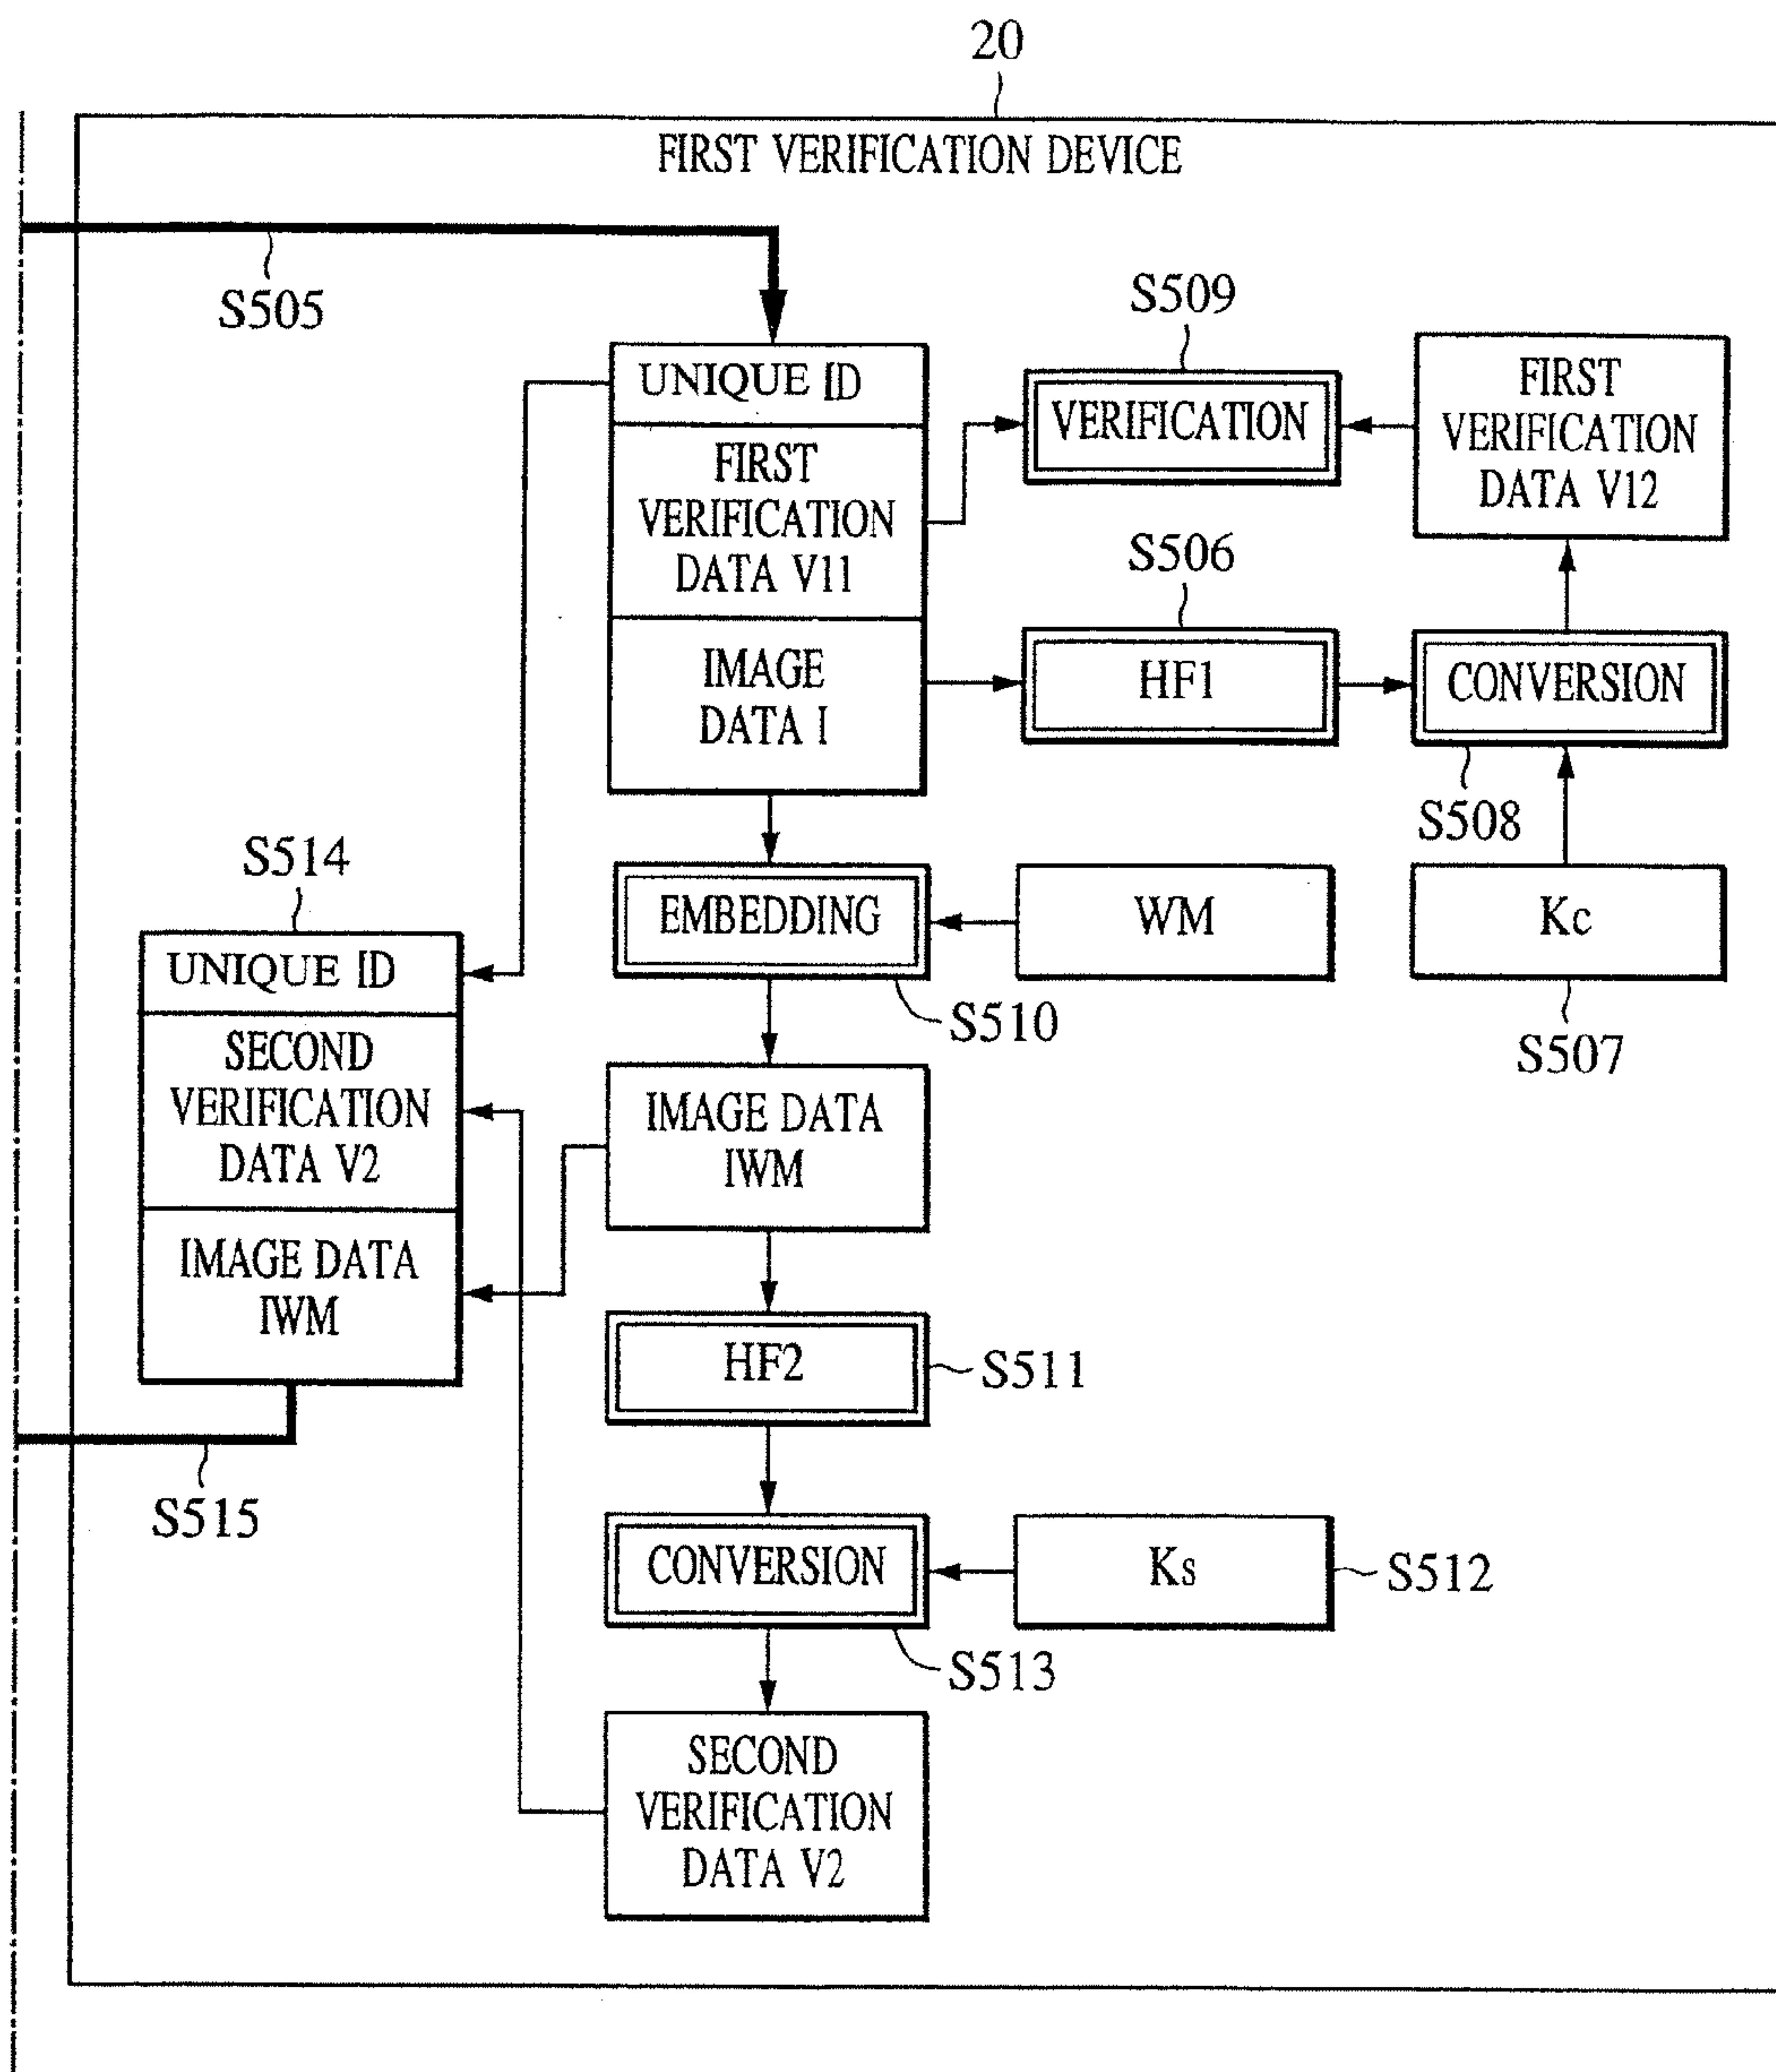 20
FIRST VERIFICATION DEVICE
S505
UNIQUE ID
FIRST
VERIFICATION
DATA V11
IMAGE
DATA I
S509
VERIFICATION
FIRST
VERIFICATION
DATA V12
S506
HF1
CONVERSION
S508
Kc
S507
EMBEDDING
WM
S510
S514
UNIQUE ID
SECOND
VERIFICATION
DATA V2
IMAGE DATA
IWM
S515
IMAGE DATA
IWM
HF2
S511
CONVERSION
Ks
S512
S513
SECOND
VERIFICATION
DATA V2